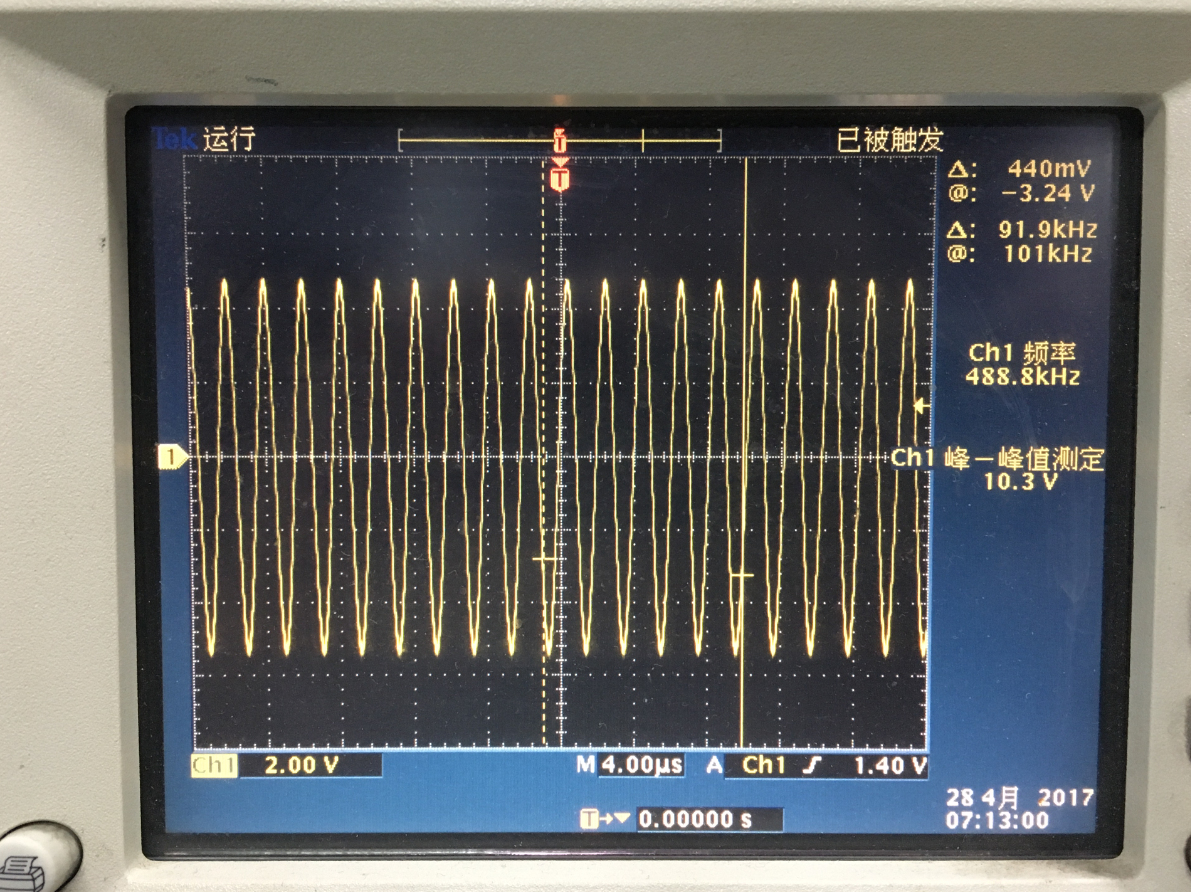 Tek 运行
已被触发
T
T
Δ: 440mV
@: -3.24 V
Δ: 91.9kHz
@: 101kHz
Ch1 频率
488.8kHz
1
Ch1 峰-峰值测定
10.3 V
Ch1 2.00 V M 4.00µs A Ch1 ƒ 1.40 V
T→▼ 0.00000 s
28 4月 2017
07:13:00